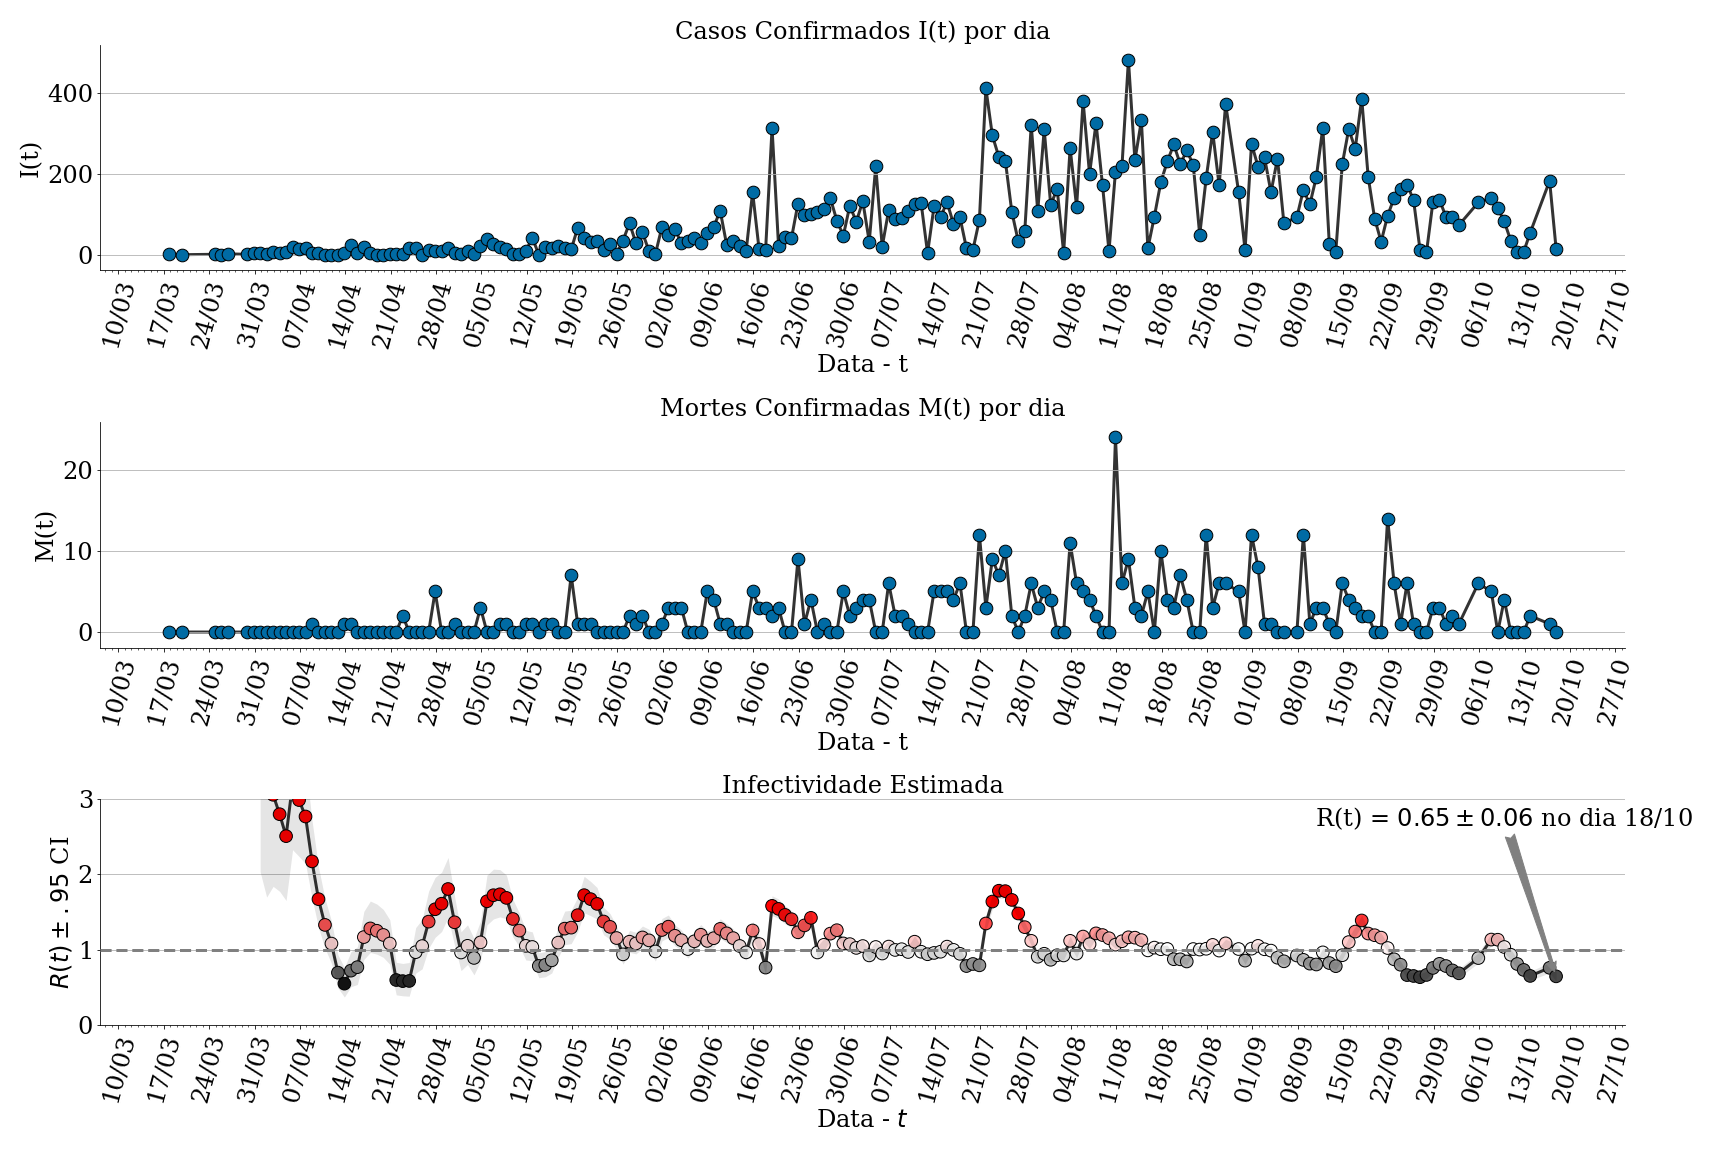 Casos Confirmados I(t) por dia
I(t)
400
200
0
10/03 17/03 24/03 31/03 07/04 14/04 21/04 28/04 05/05 12/05 19/05 26/05 02/06 09/06 16/06 23/06 30/06 07/07 14/07 21/07 28/07 04/08 11/08 18/08 25/08 01/09 08/09 15/09 22/09 29/09 06/10 13/10 20/10 27/10
Data - t
Mortes Confirmadas M(t) por dia
M(t)
20
10
0
10/03 17/03 24/03 31/03 07/04 14/04 21/04 28/04 05/05 12/05 19/05 26/05 02/06 09/06 16/06 23/06 30/06 07/07 14/07 21/07 28/07 04/08 11/08 18/08 25/08 01/09 08/09 15/09 22/09 29/09 06/10 13/10 20/10 27/10
Data - t
Infectividade Estimada
R(t) ± .95 CI
3
2
1
0
R(t) = 0.65 ± 0.06 no dia 18/10
10/03 17/03 24/03 31/03 07/04 14/04 21/04 28/04 05/05 12/05 19/05 26/05 02/06 09/06 16/06 23/06 30/06 07/07 14/07 21/07 28/07 04/08 11/08 18/08 25/08 01/09 08/09 15/09 22/09 29/09 06/10 13/10 20/10 27/10
Data - t